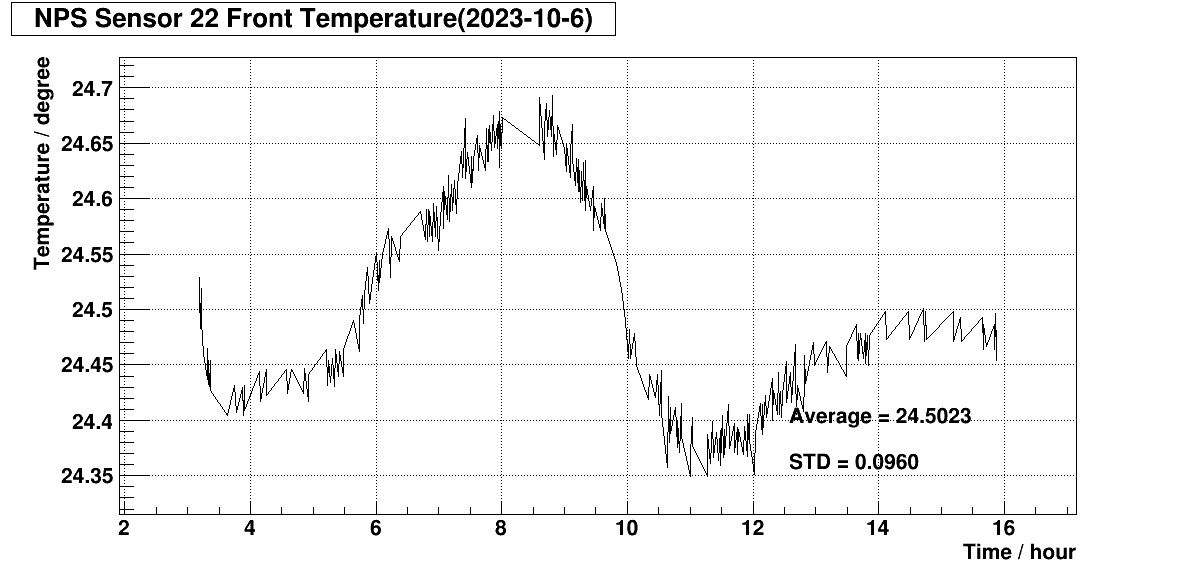 NPS Sensor 22 Front Temperature(2023-10-6)
Temperature / degree
24.7
24.65
24.6
24.55
24.5
24.45
24.4
24.35
Average = 24.5023
STD = 0.0960
2 4 6 8 10 12 14 16
Time / hour